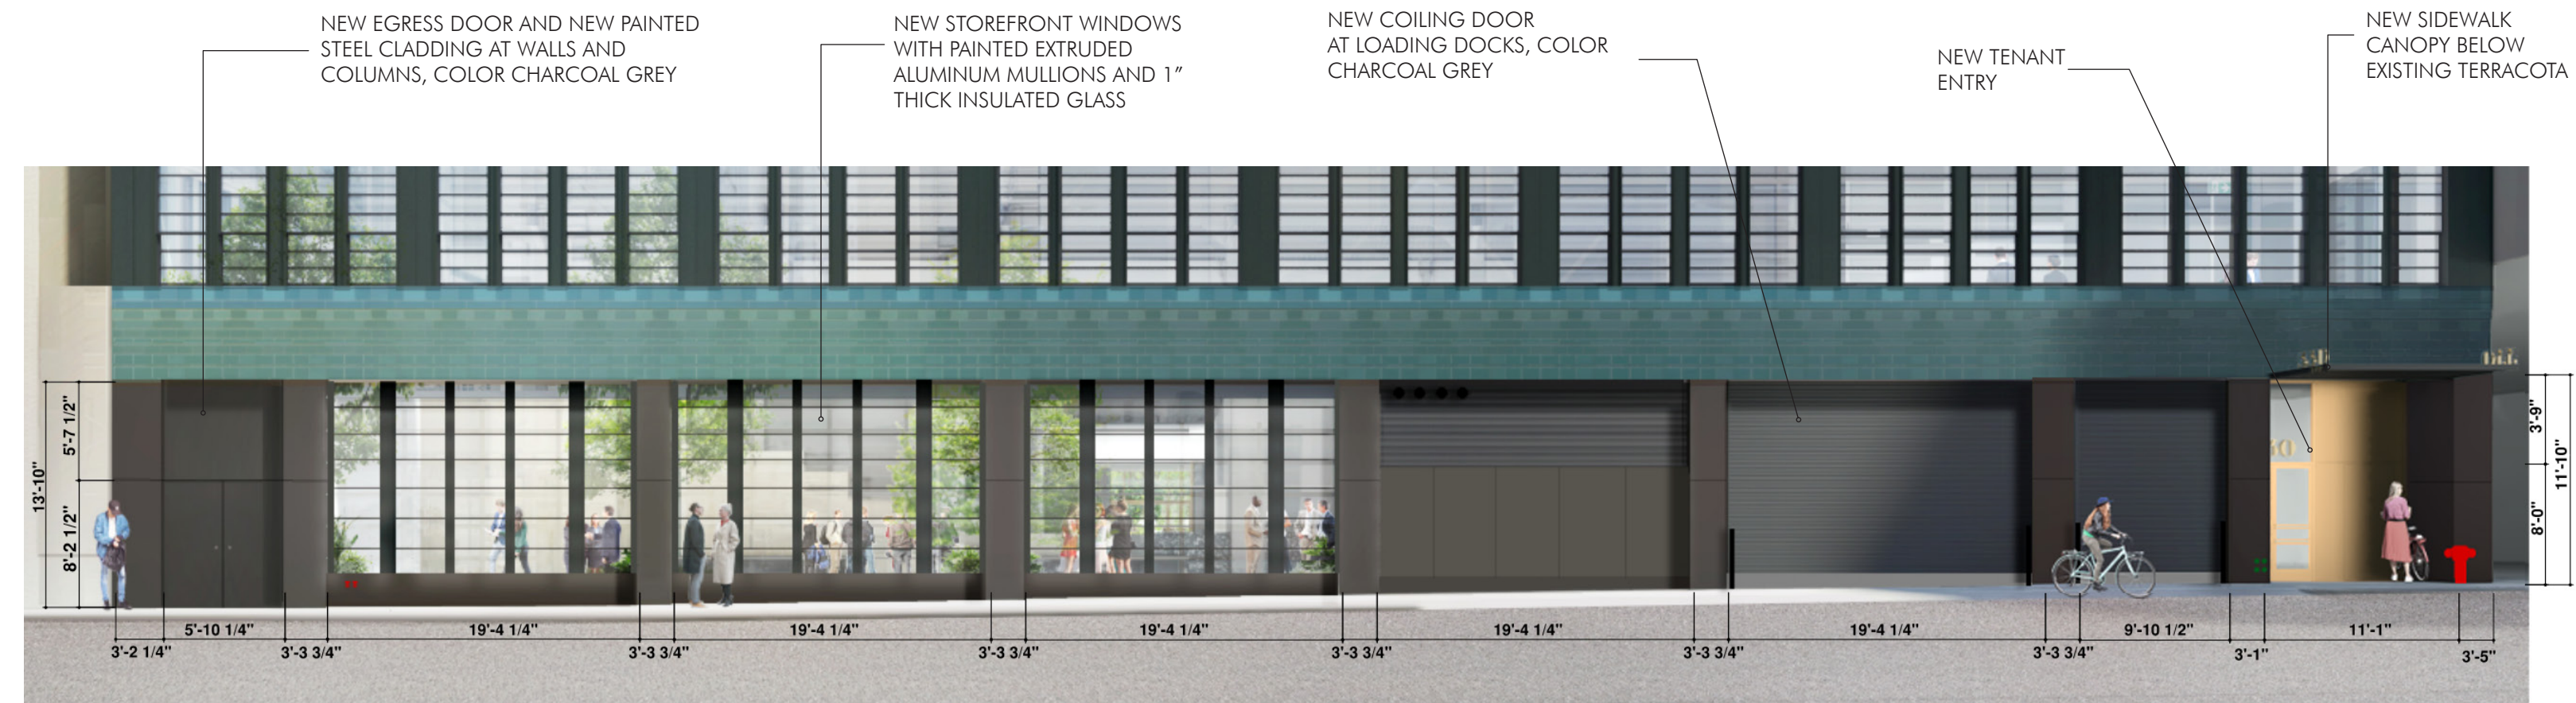 NEW EGRESS DOOR AND NEW PAINTED
STEEL CLADDING AT WALLS AND
COLUMNS, COLOR CHARCOAL GREY
NEW STOREFRONT WINDOWS
WITH PAINTED EXTRUDED
ALUMINUM MULLIONS AND 1”
THICK INSULATED GLASS
NEW COILING DOOR
AT LOADING DOCKS, COLOR
CHARCOAL GREY
NEW TENANT
ENTRY
NEW SIDEWALK
CANOPY BELOW
EXISTING TERRACOTA
13'-10"
5'-7 1/2"
8'-2 1/2"
3'-9"
8'-0"
11'-10"
5'-10 1/4"
19'-4 1/4"
19'-4 1/4"
19'-4 1/4"
19'-4 1/4"
19'-4 1/4"
9'-10 1/2"
11'-1"
3'-2 1/4"
3'-3 3/4"
3'-3 3/4"
3'-3 3/4"
3'-3 3/4"
3'-3 3/4"
3'-3 3/4"
3'-1"
3'-5"